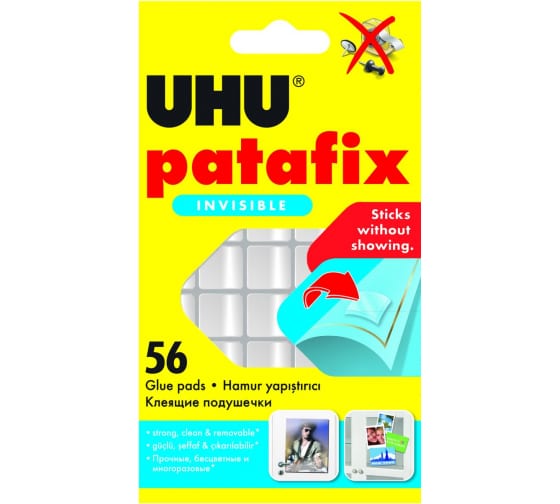 UHU®
patafix
INVISIBLE
Sticks
without
showing.
56
Glue pads • Hamur yapıştırıcı
Клеящие подушечки
• strong, clean & removable*
• güçlü, şeffaf & çıkarılabilir*
• Прочные, бесцветные и
многоразовые*